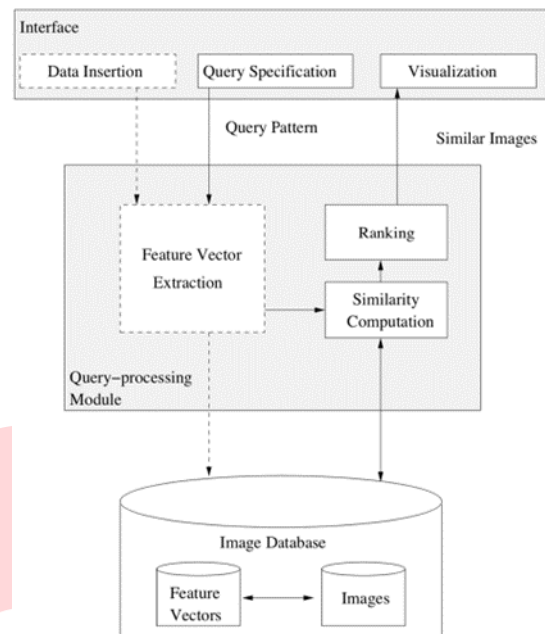 Interface
Data Insertion
Query Specification
Visualization
Query Pattern
Similar Images
Feature Vector
Extraction
Ranking
Similarity
Computation
Query-processing
Module
Image Database
Feature
Vectors
Images